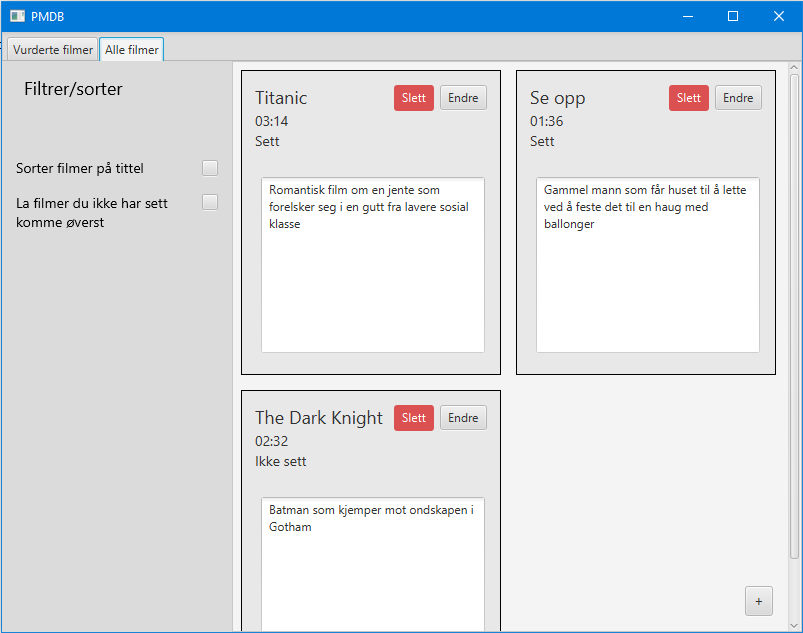 PMDB
Vurderte filmer
Alle filmer
Filtrer/sorter
Sorter filmer på tittel
La filmer du ikke har sett
komme øverst
Titanic
Slett
Endre
03:14
Sett
Romantisk film om en jente som
forelsker seg i en gutt fra lavere sosial
klasse
Se opp
Slett
Endre
01:36
Sett
Gammel mann som får huset til å lette
ved å feste det til en haug med
ballonger
The Dark Knight
Slett
Endre
02:32
Ikke sett
Batman som kjemper mot ondskapen i
Gotham
+